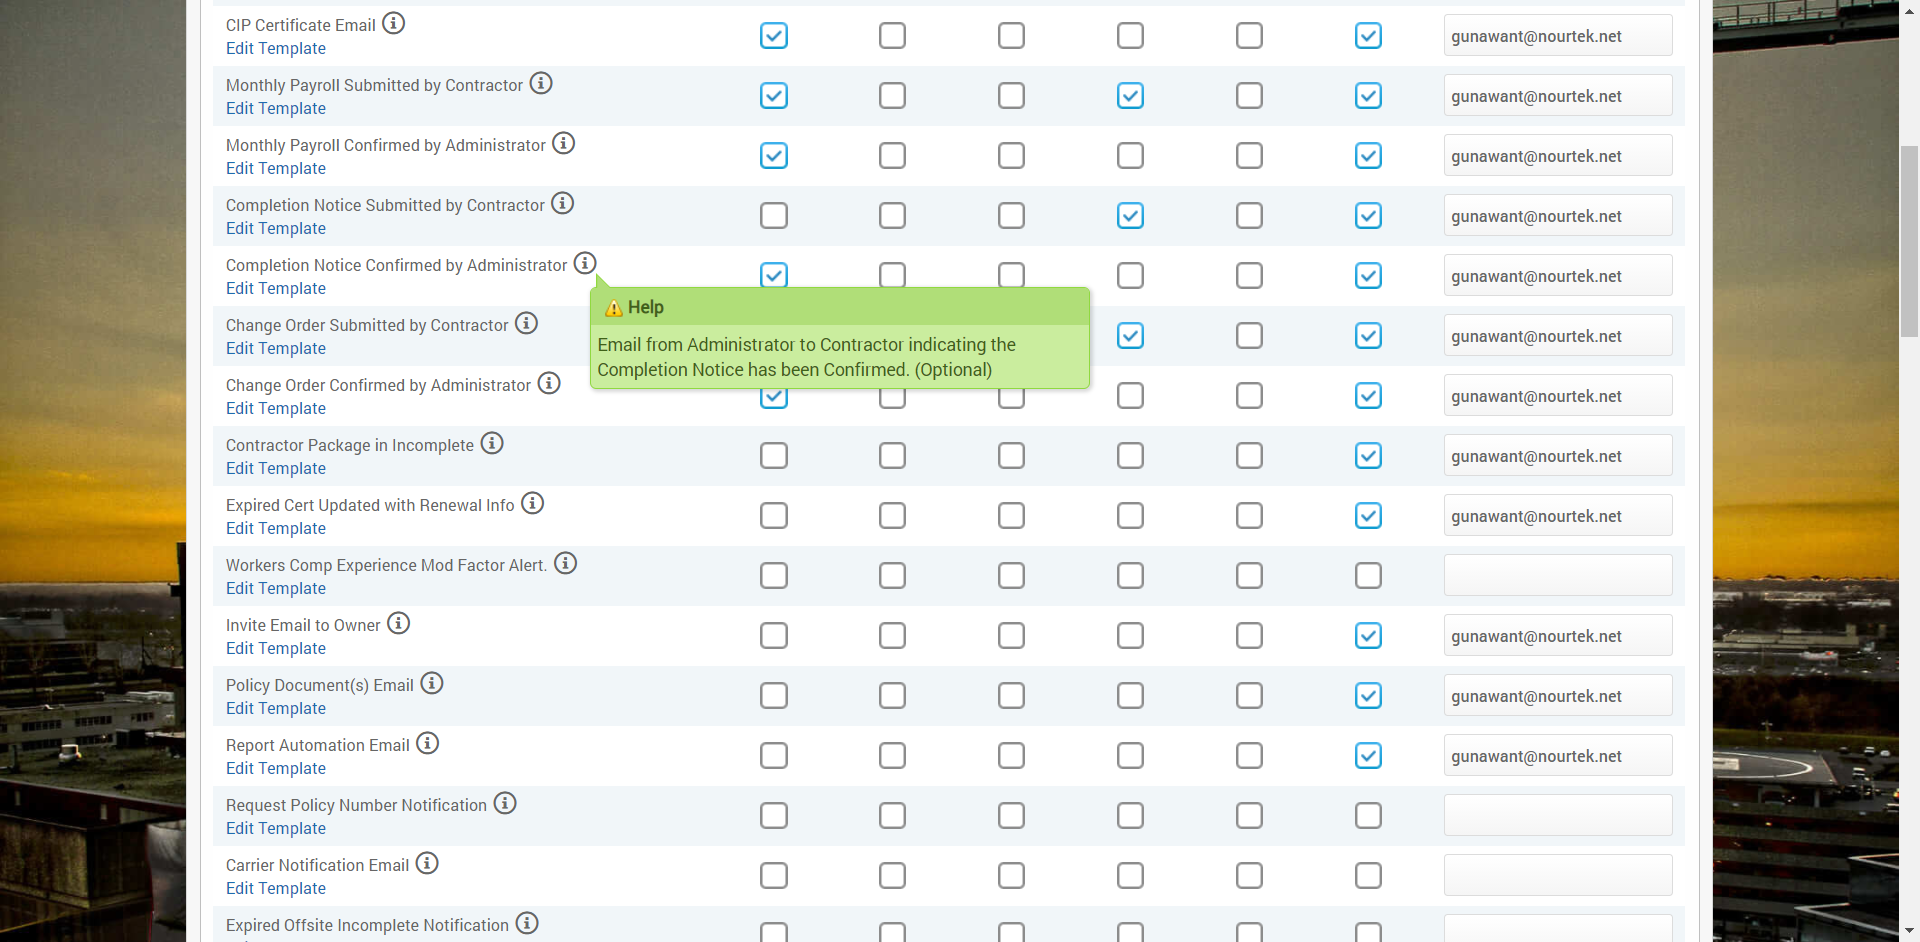 CIP Certificate Email
Edit Template
gunawant@nourtek.net
Monthly Payroll Submitted by Contractor
Edit Template
gunawant@nourtek.net
Monthly Payroll Confirmed by Administrator
Edit Template
gunawant@nourtek.net
Completion Notice Submitted by Contractor
Edit Template
gunawant@nourtek.net
Completion Notice Confirmed by Administrator
Edit Template
gunawant@nourtek.net
Help
Email from Administrator to Contractor indicating the
Completion Notice has been Confirmed. (Optional)
Change Order Submitted by Contractor
Edit Template
gunawant@nourtek.net
Change Order Confirmed by Administrator
Edit Template
gunawant@nourtek.net
Contractor Package in Incomplete
Edit Template
gunawant@nourtek.net
Expired Cert Updated with Renewal Info
Edit Template
gunawant@nourtek.net
Workers Comp Experience Mod Factor Alert.
Edit Template
Invite Email to Owner
Edit Template
gunawant@nourtek.net
Policy Document(s) Email
Edit Template
gunawant@nourtek.net
Report Automation Email
Edit Template
gunawant@nourtek.net
Request Policy Number Notification
Edit Template
Carrier Notification Email
Edit Template
Expired Offsite Incomplete Notification